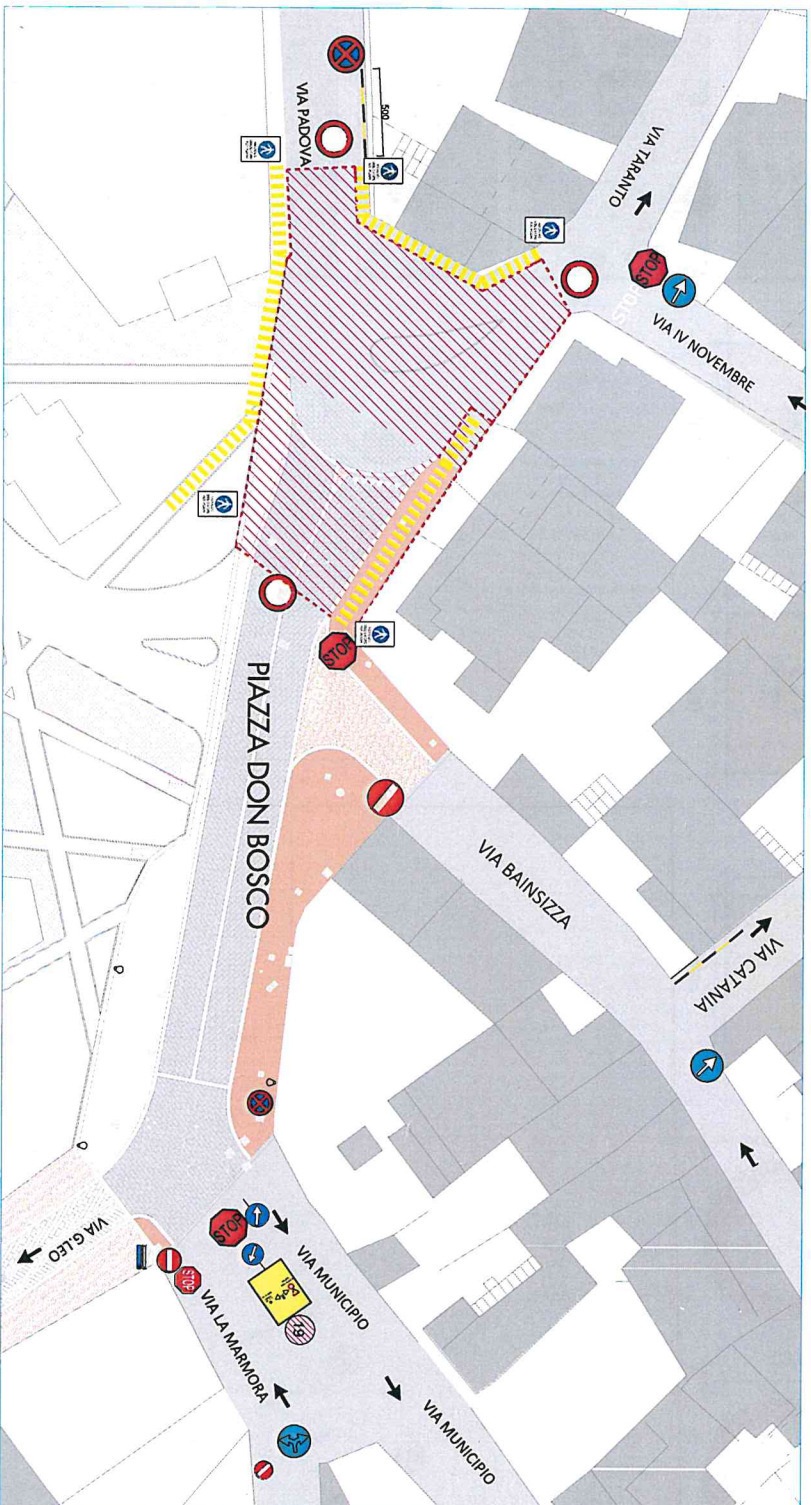 VIA PADOVA
500
VIA TARANTO
STOP
STOP
VIA IV NOVEMBRE
STOP
PIAZZA DON BOSCO
VIA BAINSIZZA
VIA CATANIA
VIA G.LEO
STOP
STOP
VIA MUNICIPIO
19
VIA LA MARMORA
VIA MUNICIPIO